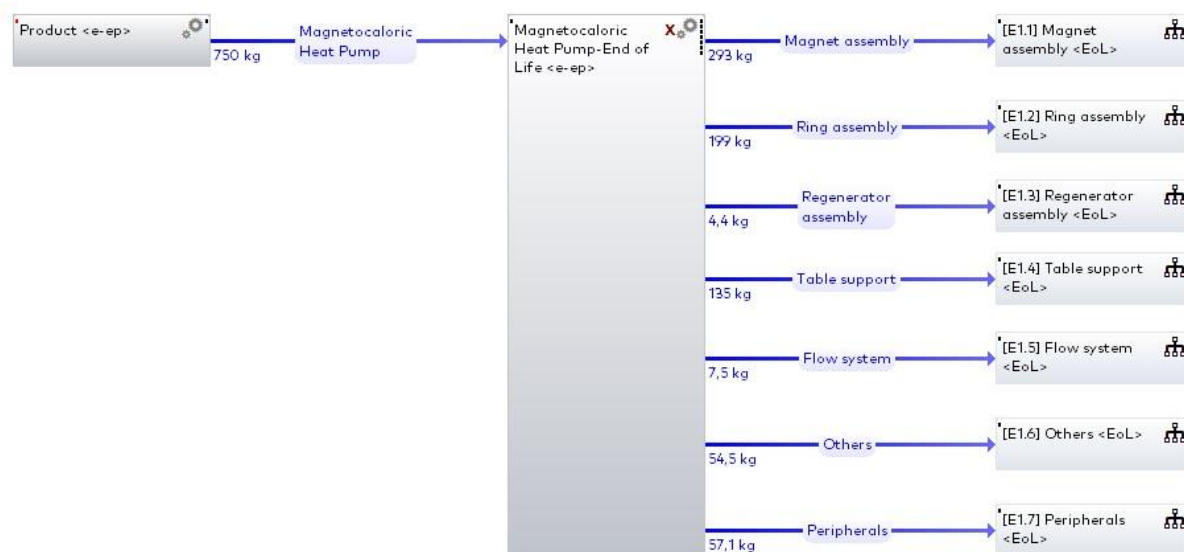 Product <e-ep>
750 kg
Magnetocaloric
Heat Pump
Magnetocaloric
Heat Pump-End of
Life <e-ep>
X
293 kg
Magnet assembly
[E1.1] Magnet
assembly <EoL>
199 kg
Ring assembly
[E1.2] Ring assembly
<EoL>
4,4 kg
Regenerator
assembly
[E1.3] Regenerator
assembly <EoL>
135 kg
Table support
[E1.4] Table support
<EoL>
7,5 kg
Flow system
[E1.5] Flow system
<EoL>
54,5 kg
Others
[E1.6] Others <EoL>
57,1 kg
Peripherals
[E1.7] Peripherals
<EoL>